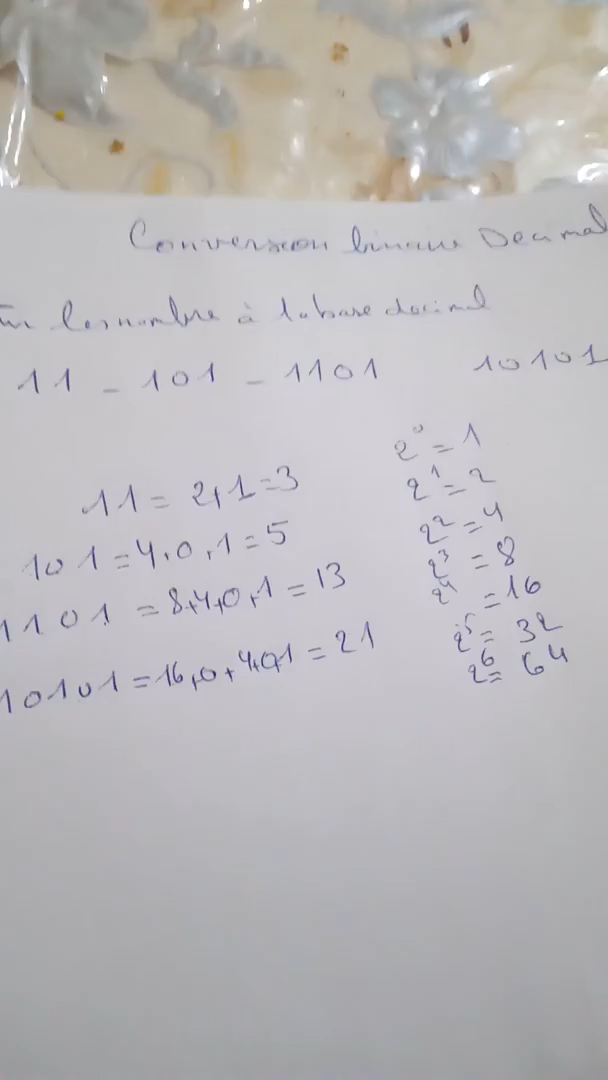 Conversion binaire Decimal
les nombre à la base decimal
11 - 101 - 1101 10101
11 = 2+1=3
101=4+0+1=5
1101 = 8+4+0+1=13
10101=16+0+4+0+1=21
2⁰=1
2¹=2
2²=4
2³=8
2⁴=16
2⁵=32
2⁶=64